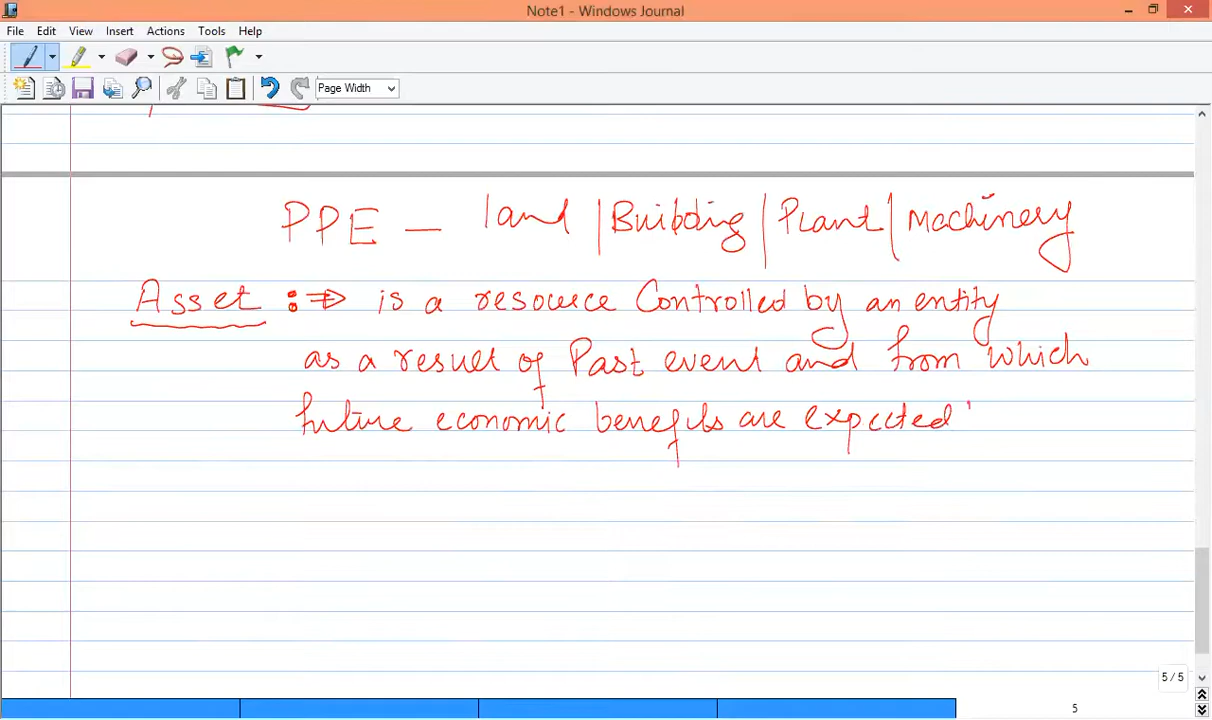 Note1 - Windows Journal
File Edit View Insert Actions Tools Help
Page Width
PPE - land | Building | Plant | Machinery
Asset :⇒ is a resource Controlled by an entity
as a result of Past event and from which
future economic benefits are expected
5 / 5
5